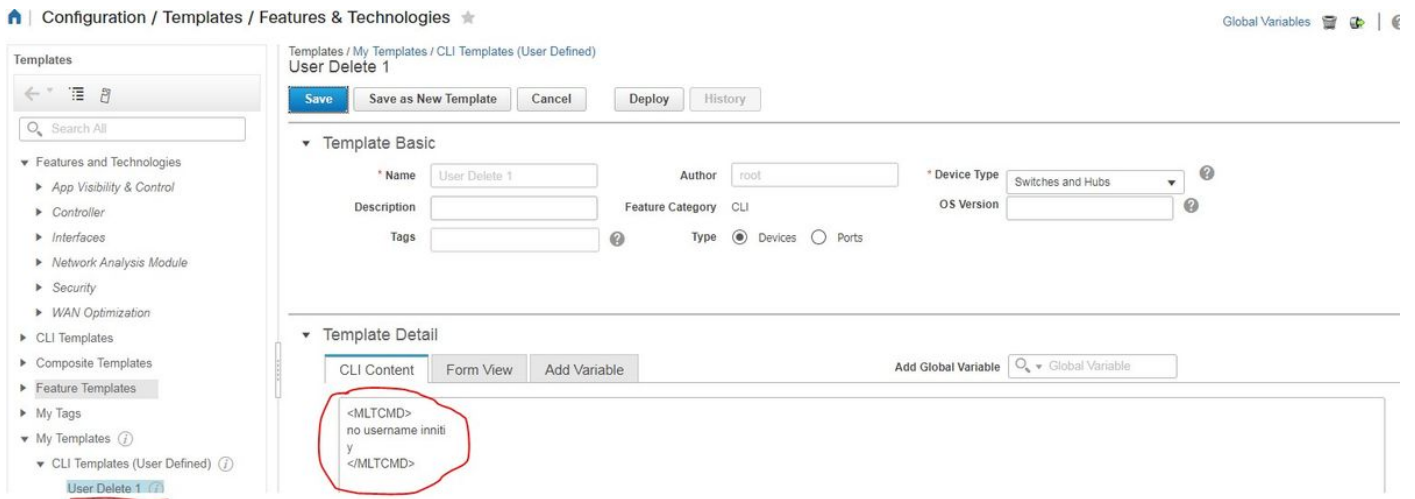 Configuration / Templates / Features & Technologies
Global Variables
Templates
Search All
Features and Technologies
App Visibility & Control
Controller
Interfaces
Network Analysis Module
Security
WAN Optimization
CLI Templates
Composite Templates
Feature Templates
My Tags
My Templates
CLI Templates (User Defined)
User Delete 1
Templates / My Templates / CLI Templates (User Defined)
User Delete 1
Save Save as New Template Cancel Deploy History
Template Basic
* Name User Delete 1 Author root * Device Type Switches and Hubs
Description Feature Category CLI OS Version
Tags Type Devices Ports
Template Detail
CLI Content Form View Add Variable Add Global Variable Global Variable
<MLTCMD>
no username inniti
y
</MLTCMD>